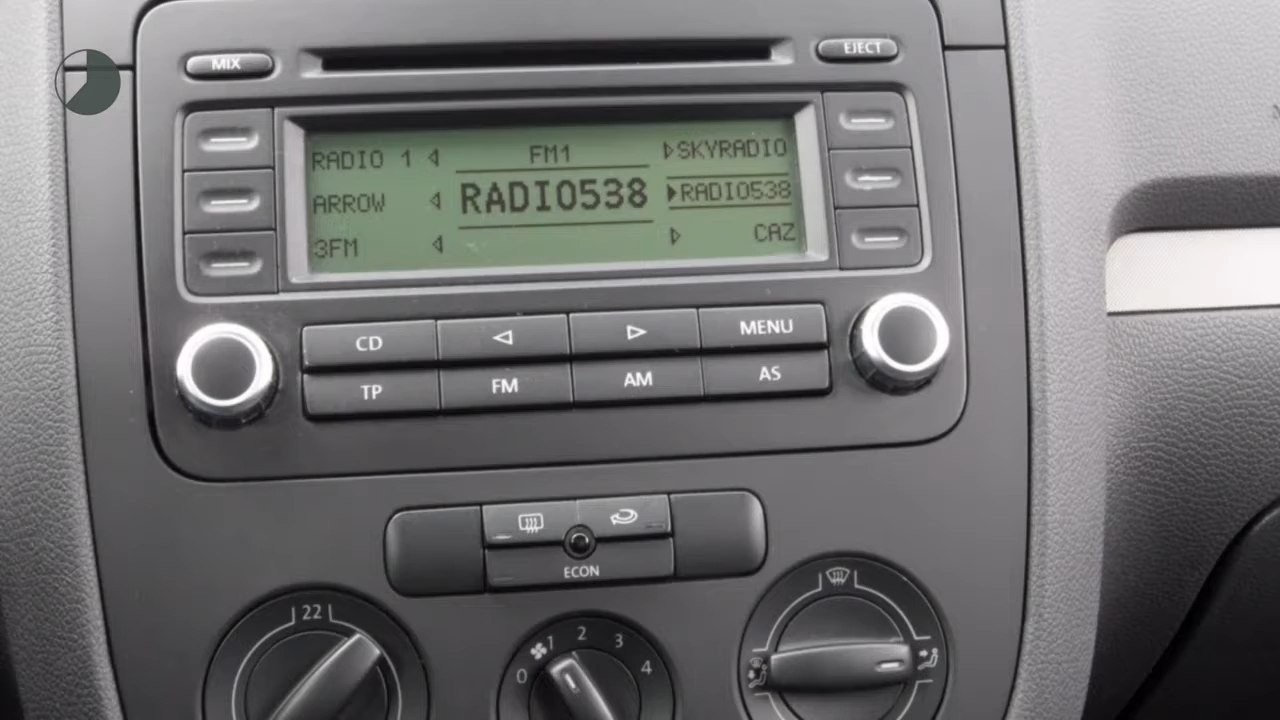 MIX
EJECT
RADIO 1
FM1
SKYRADIO
ARROW
RADIO538
RADIO538
3FM
CAZ
CD
MENU
TP
FM
AM
AS
ECON
22
0
1
2
3
4